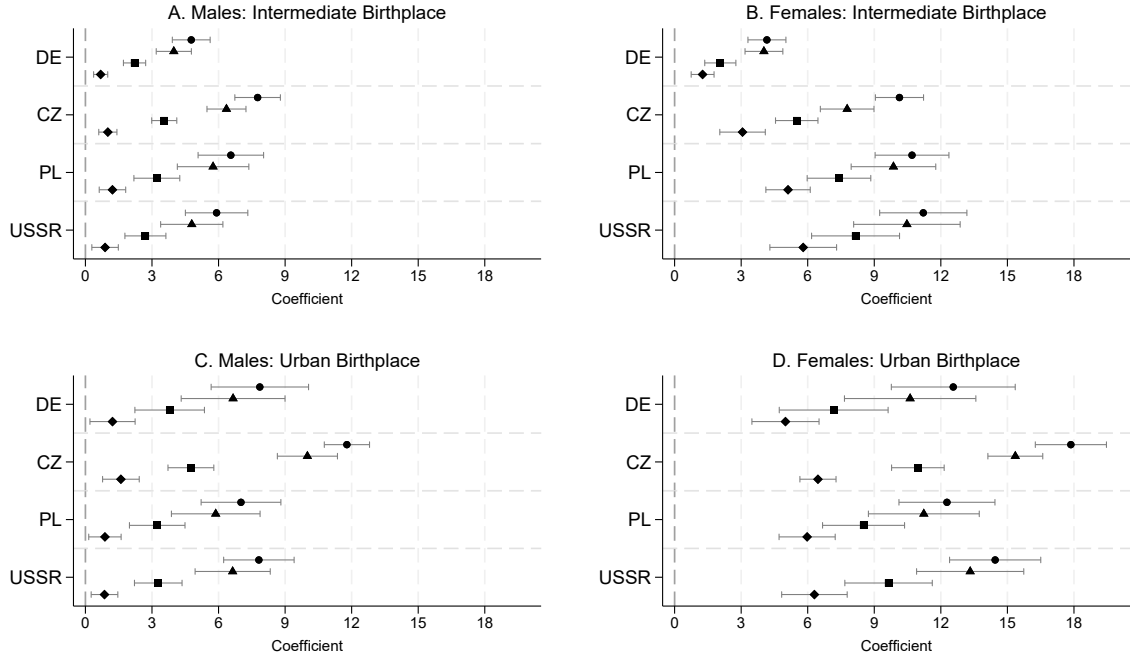 A. Males: Intermediate Birthplace
DE
CZ
PL
USSR
0 3 6 9 12 15 18
Coefficient
B. Females: Intermediate Birthplace
DE
CZ
PL
USSR
0 3 6 9 12 15 18
Coefficient
C. Males: Urban Birthplace
DE
CZ
PL
USSR
0 3 6 9 12 15 18
Coefficient
D. Females: Urban Birthplace
DE
CZ
PL
USSR
0 3 6 9 12 15 18
Coefficient